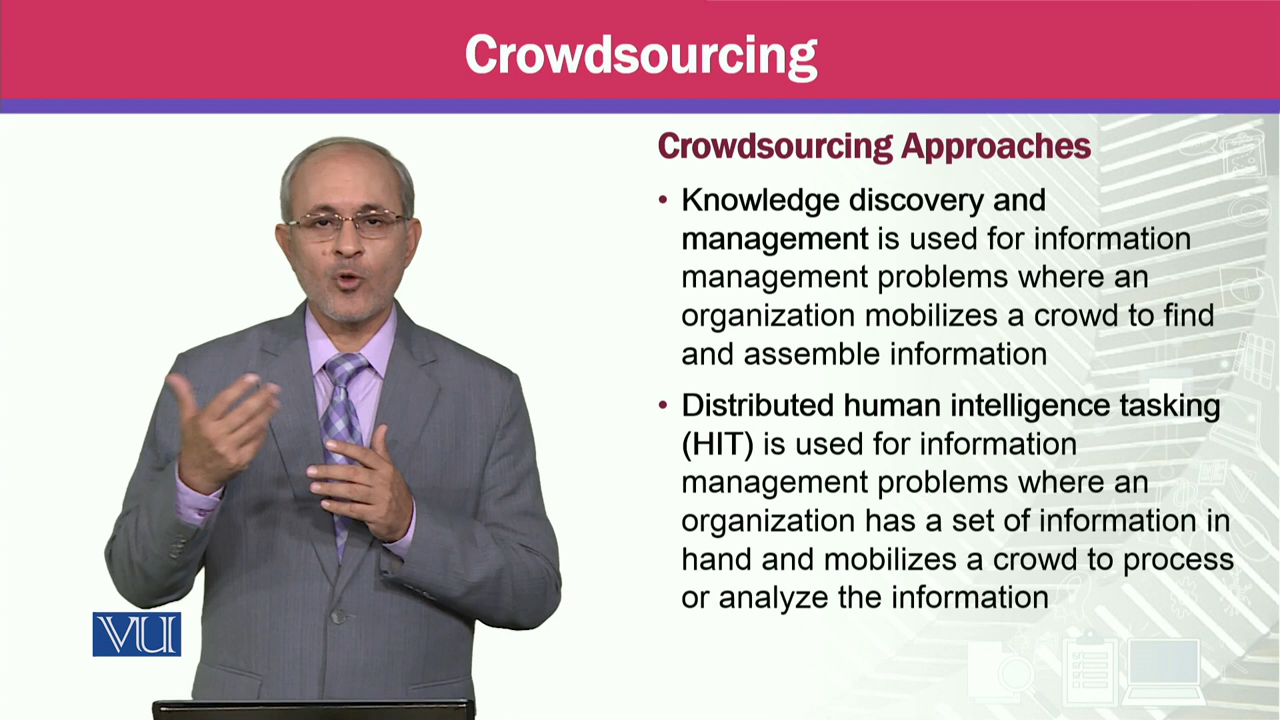 Crowdsourcing
Crowdsourcing Approaches
• Knowledge discovery and
management is used for information
management problems where an
organization mobilizes a crowd to find
and assemble information
• Distributed human intelligence tasking
(HIT) is used for information
management problems where an
organization has a set of information in
hand and mobilizes a crowd to process
or analyze the information
VU